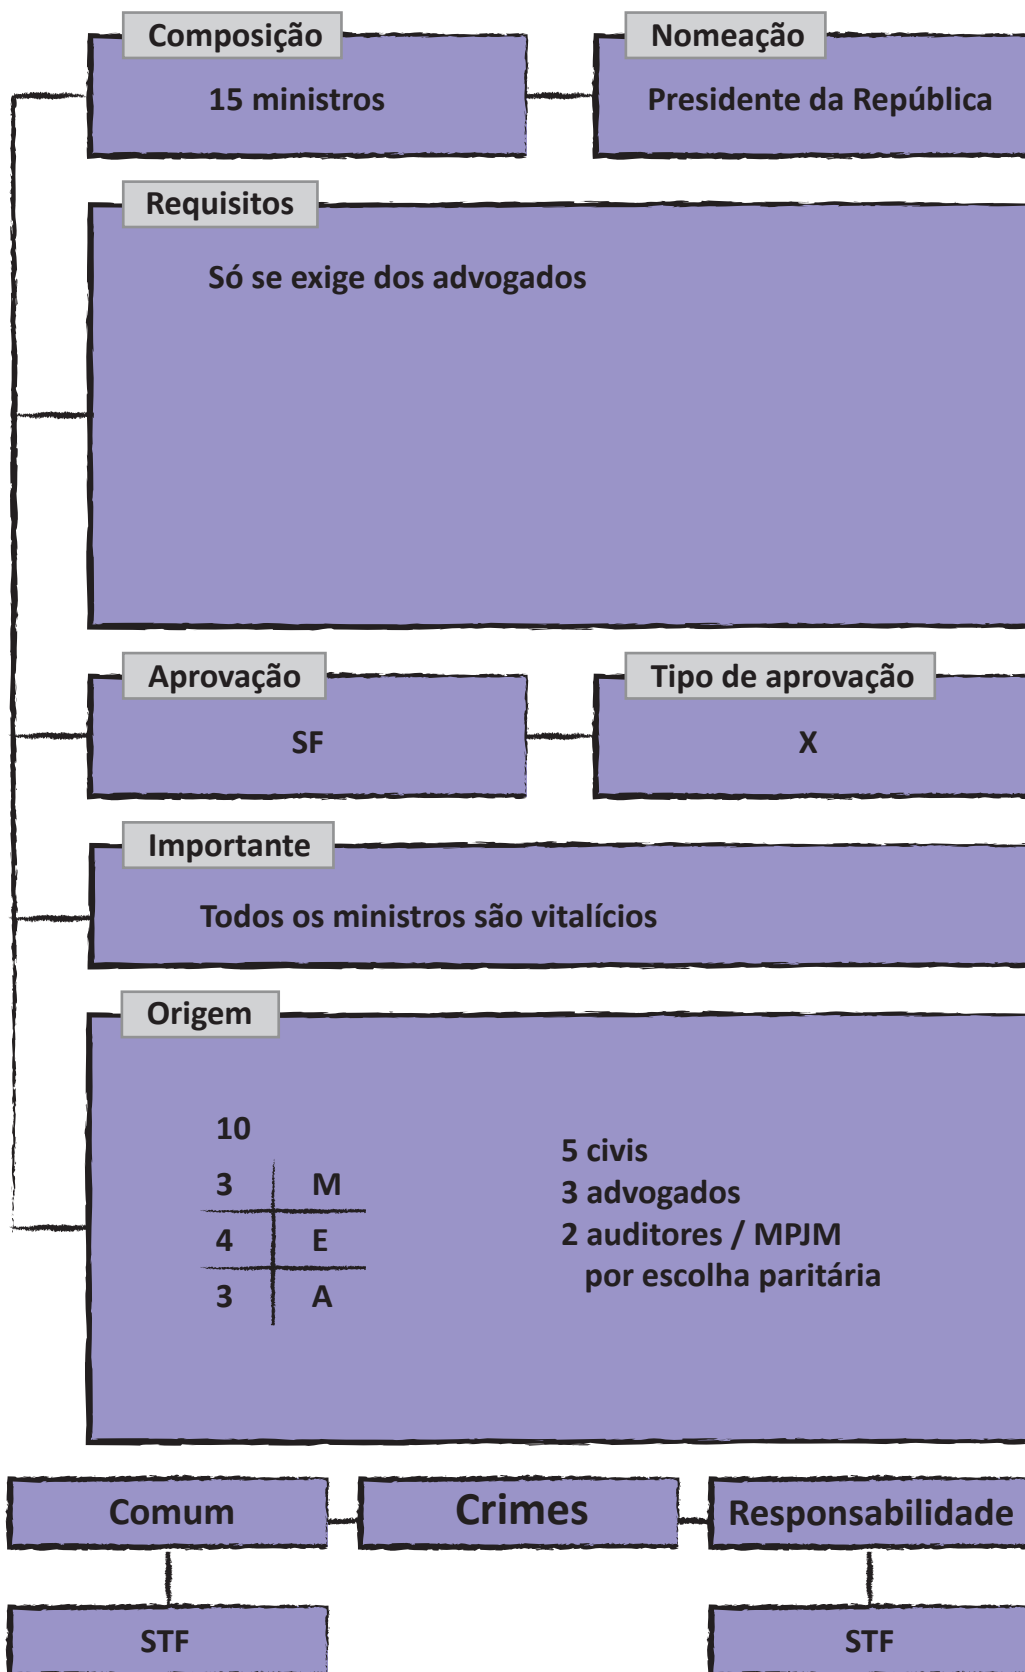 Composição
15 ministros
Nomeação
Presidente da República
Requisitos
Só se exige dos advogados
Aprovação
SF
Tipo de aprovação
X
Importante
Todos os ministros são vitalícios
Origem
10
3 M
4 E
3 A
5 civis
3 advogados
2 auditores / MPJM
por escolha paritária
Comum
Crimes
Responsabilidade
STF
STF